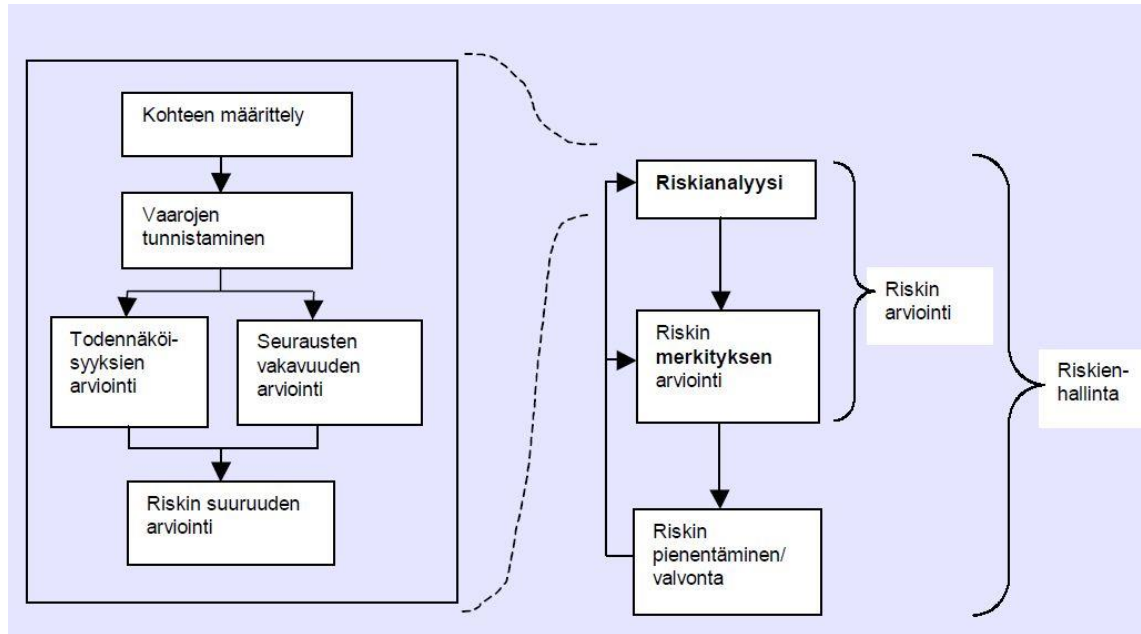 Kohteen määrittely
Vaarojen
tunnistaminen
Todennäköi-
syyksien
arviointi
Seurausten
vakavuuden
arviointi
Riskin suuruuden
arviointi
Riskianalyysi
Riskin
merkityksen
arviointi
Riskin
pienentäminen/
valvonta
Riskin
arviointi
Riskien-
hallinta